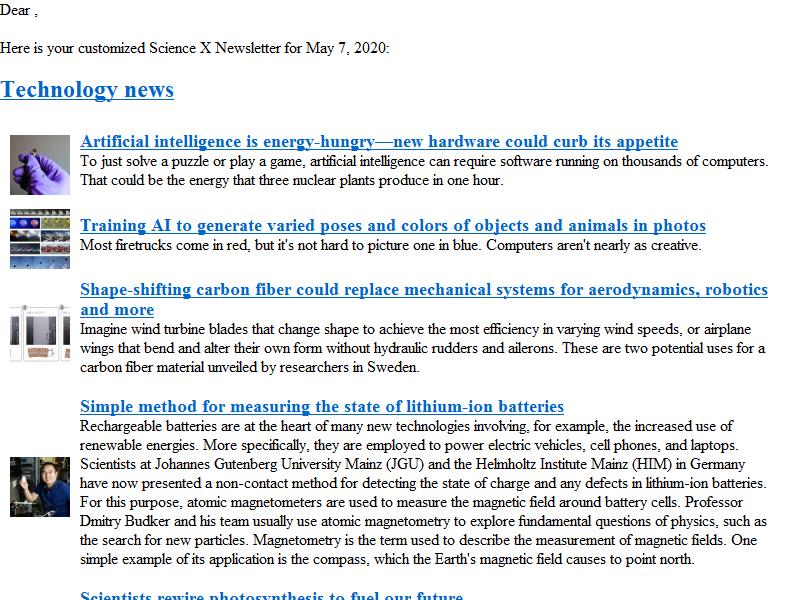 Dear ,
Here is your customized Science X Newsletter for May 7, 2020:
Technology news
Artificial intelligence is energy-hungry—new hardware could curb its appetite
To just solve a puzzle or play a game, artificial intelligence can require software running on thousands of computers.
That could be the energy that three nuclear plants produce in one hour.
Training AI to generate varied poses and colors of objects and animals in photos
Most firetrucks come in red, but it's not hard to picture one in blue. Computers aren't nearly as creative.
Shape-shifting carbon fiber could replace mechanical systems for aerodynamics, robotics
and more
Imagine wind turbine blades that change shape to achieve the most efficiency in varying wind speeds, or airplane
wings that bend and alter their own form without hydraulic rudders and ailerons. These are two potential uses for a
carbon fiber material unveiled by researchers in Sweden.
Simple method for measuring the state of lithium-ion batteries
Rechargeable batteries are at the heart of many new technologies involving, for example, the increased use of
renewable energies. More specifically, they are employed to power electric vehicles, cell phones, and laptops.
Scientists at Johannes Gutenberg University Mainz (JGU) and the Helmholtz Institute Mainz (HIM) in Germany
have now presented a non-contact method for detecting the state of charge and any defects in lithium-ion batteries.
For this purpose, atomic magnetometers are used to measure the magnetic field around battery cells. Professor
Dmitry Budker and his team usually use atomic magnetometry to explore fundamental questions of physics, such as
the search for new particles. Magnetometry is the term used to describe the measurement of magnetic fields. One
simple example of its application is the compass, which the Earth's magnetic field causes to point north.
Scientists rewire photosynthesis to fuel our future